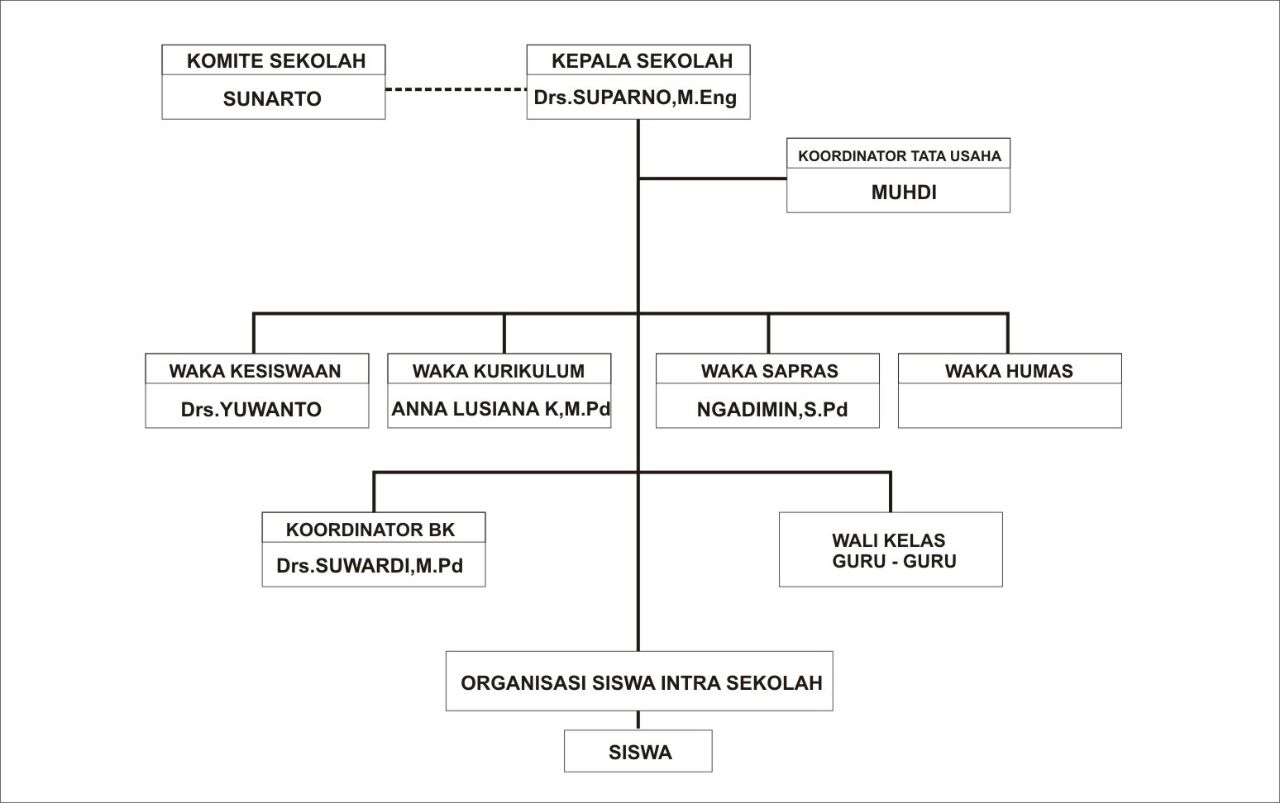 KOMITE SEKOLAH
SUNARTO
KEPALA SEKOLAH
Drs.SUPARNO,M.Eng
KOORDINATOR TATA USAHA
MUHDI
WAKA KESISWAAN
Drs.YUWANTO
WAKA KURIKULUM
ANNA LUSIANA K,M.Pd
WAKA SAPRAS
NGADIMIN,S.Pd
WAKA HUMAS
KOORDINATOR BK
Drs.SUWARDI,M.Pd
WALI KELAS
GURU - GURU
ORGANISASI SISWA INTRA SEKOLAH
SISWA